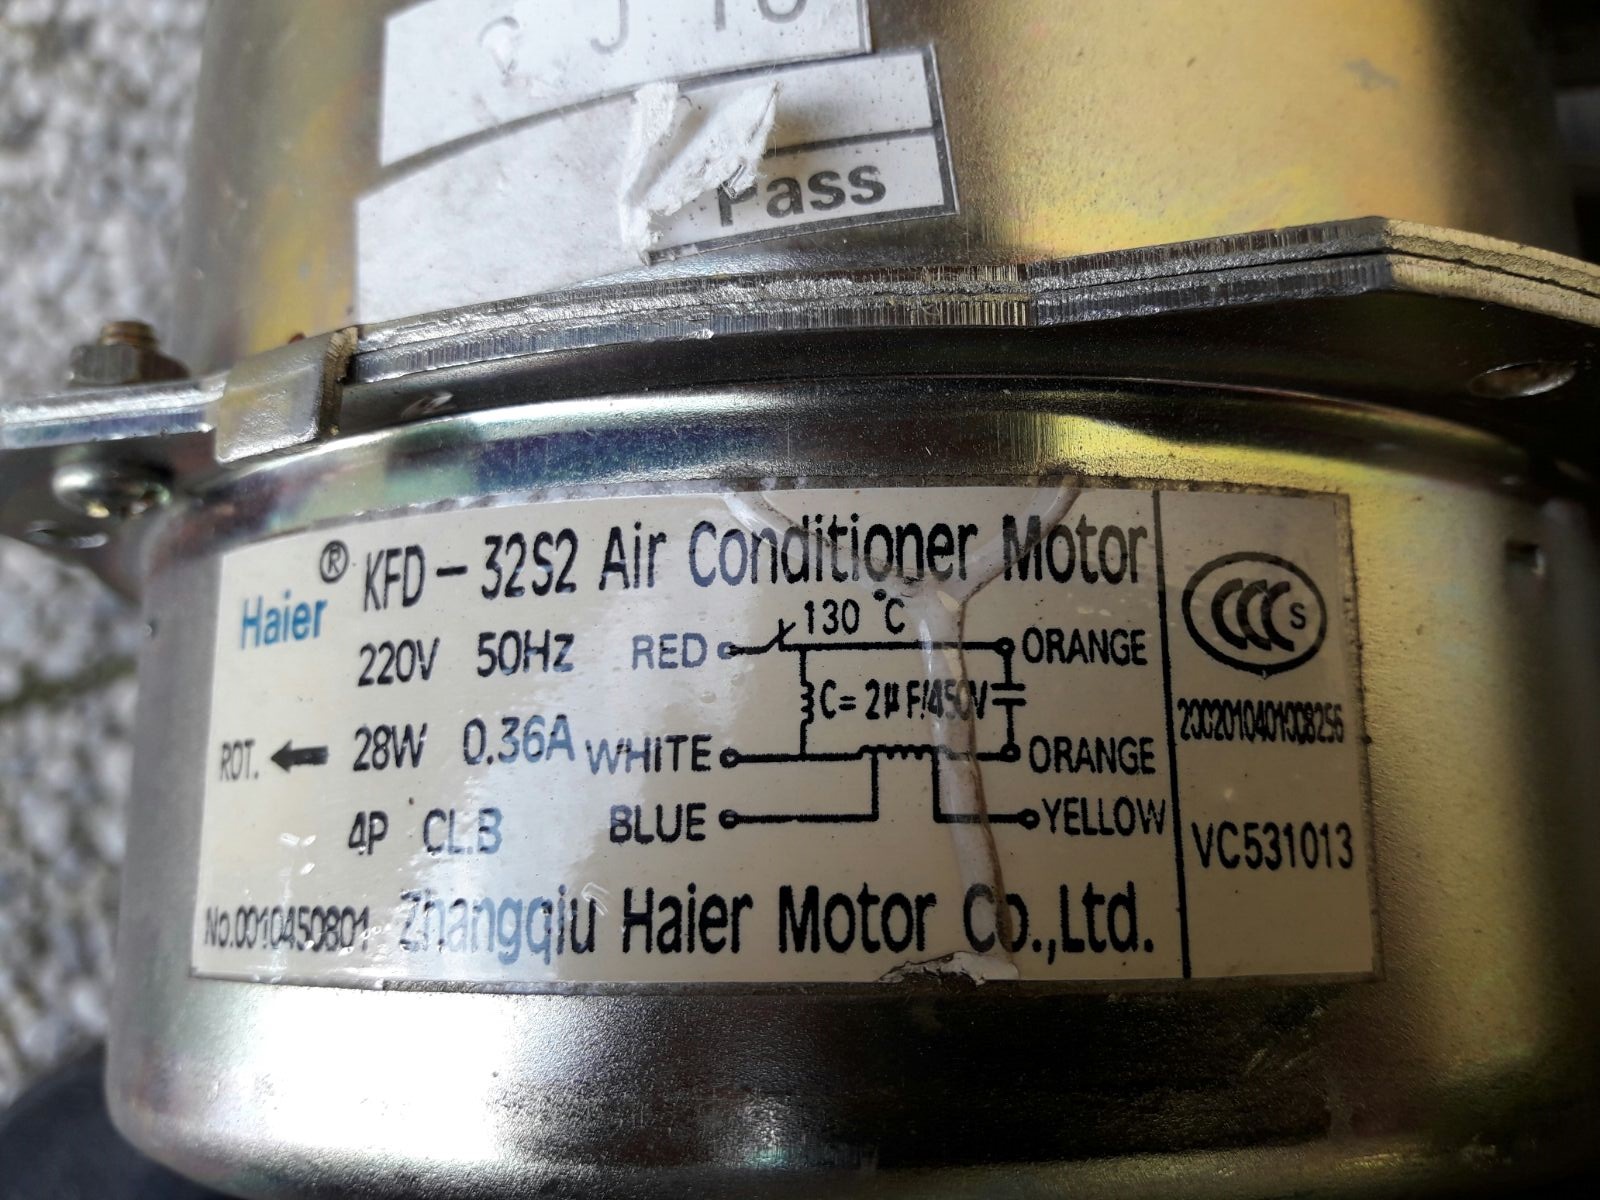 Pass
Haier ® KFD-32S2 Air Conditioner Motor
220V 50Hz RED 130°C ORANGE
C=2µF/450V
ROT. 28W 0.36A WHITE ORANGE
4P CL.B BLUE YELLOW
No.0010450801 Zhangqiu Haier Motor Co.,Ltd.
CCC S
2002010401008256
VC531013